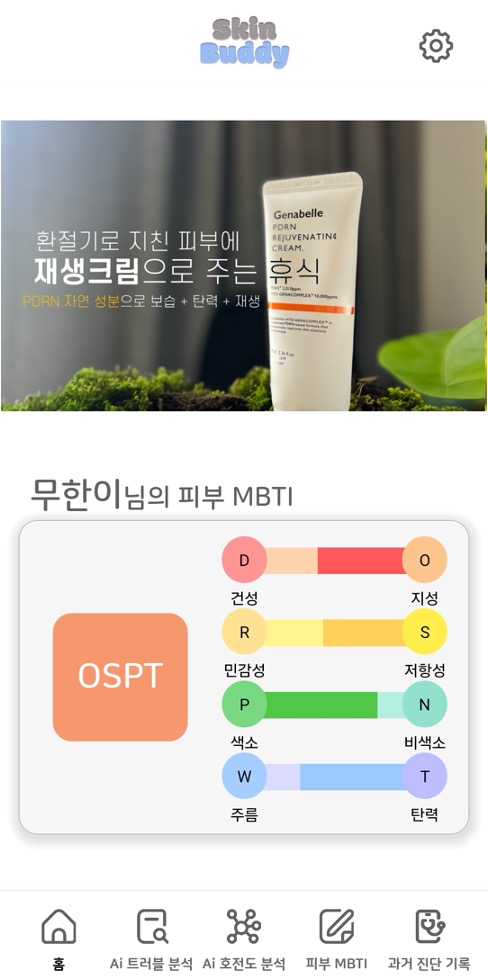 Skin
Buddy
환절기로 지친 피부에
재생크림으로 주는 휴식
PDRN 자연 성분으로 보습 + 탄력 + 재생
Genabelle
PDRN
REJUVENATING
CREAM.
무한이님의 피부 MBTI
OSPT
D O
건성 지성
R S
민감성 저항성
P N
색소 비색소
W T
주름 탄력
홈 Ai 트러블 분석 Ai 호전도 분석 피부 MBTI 과거 진단 기록